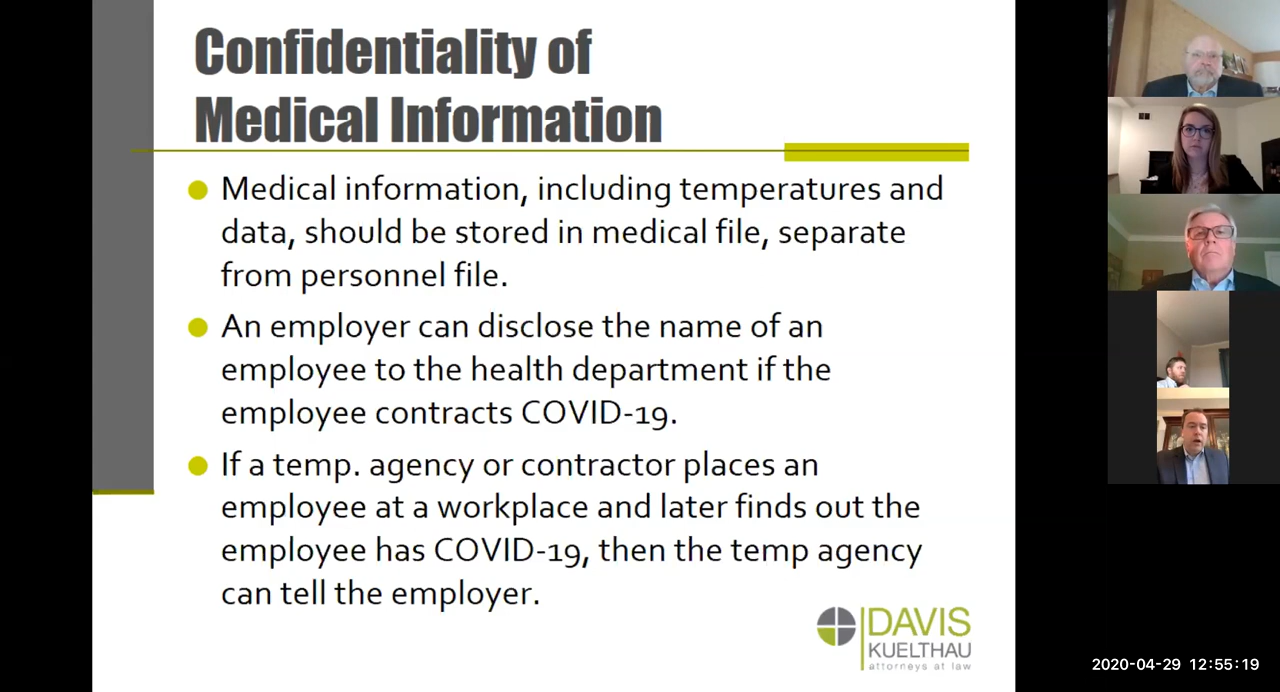 Confidentiality of
Medical Information
Medical information, including temperatures and
data, should be stored in medical file, separate
from personnel file.
An employer can disclose the name of an
employee to the health department if the
employee contracts COVID-19.
If a temp. agency or contractor places an
employee at a workplace and later finds out the
employee has COVID-19, then the temp agency
can tell the employer.
DAVIS
KUELTHAU
attorneys at law
2020-04-29 12:55:19